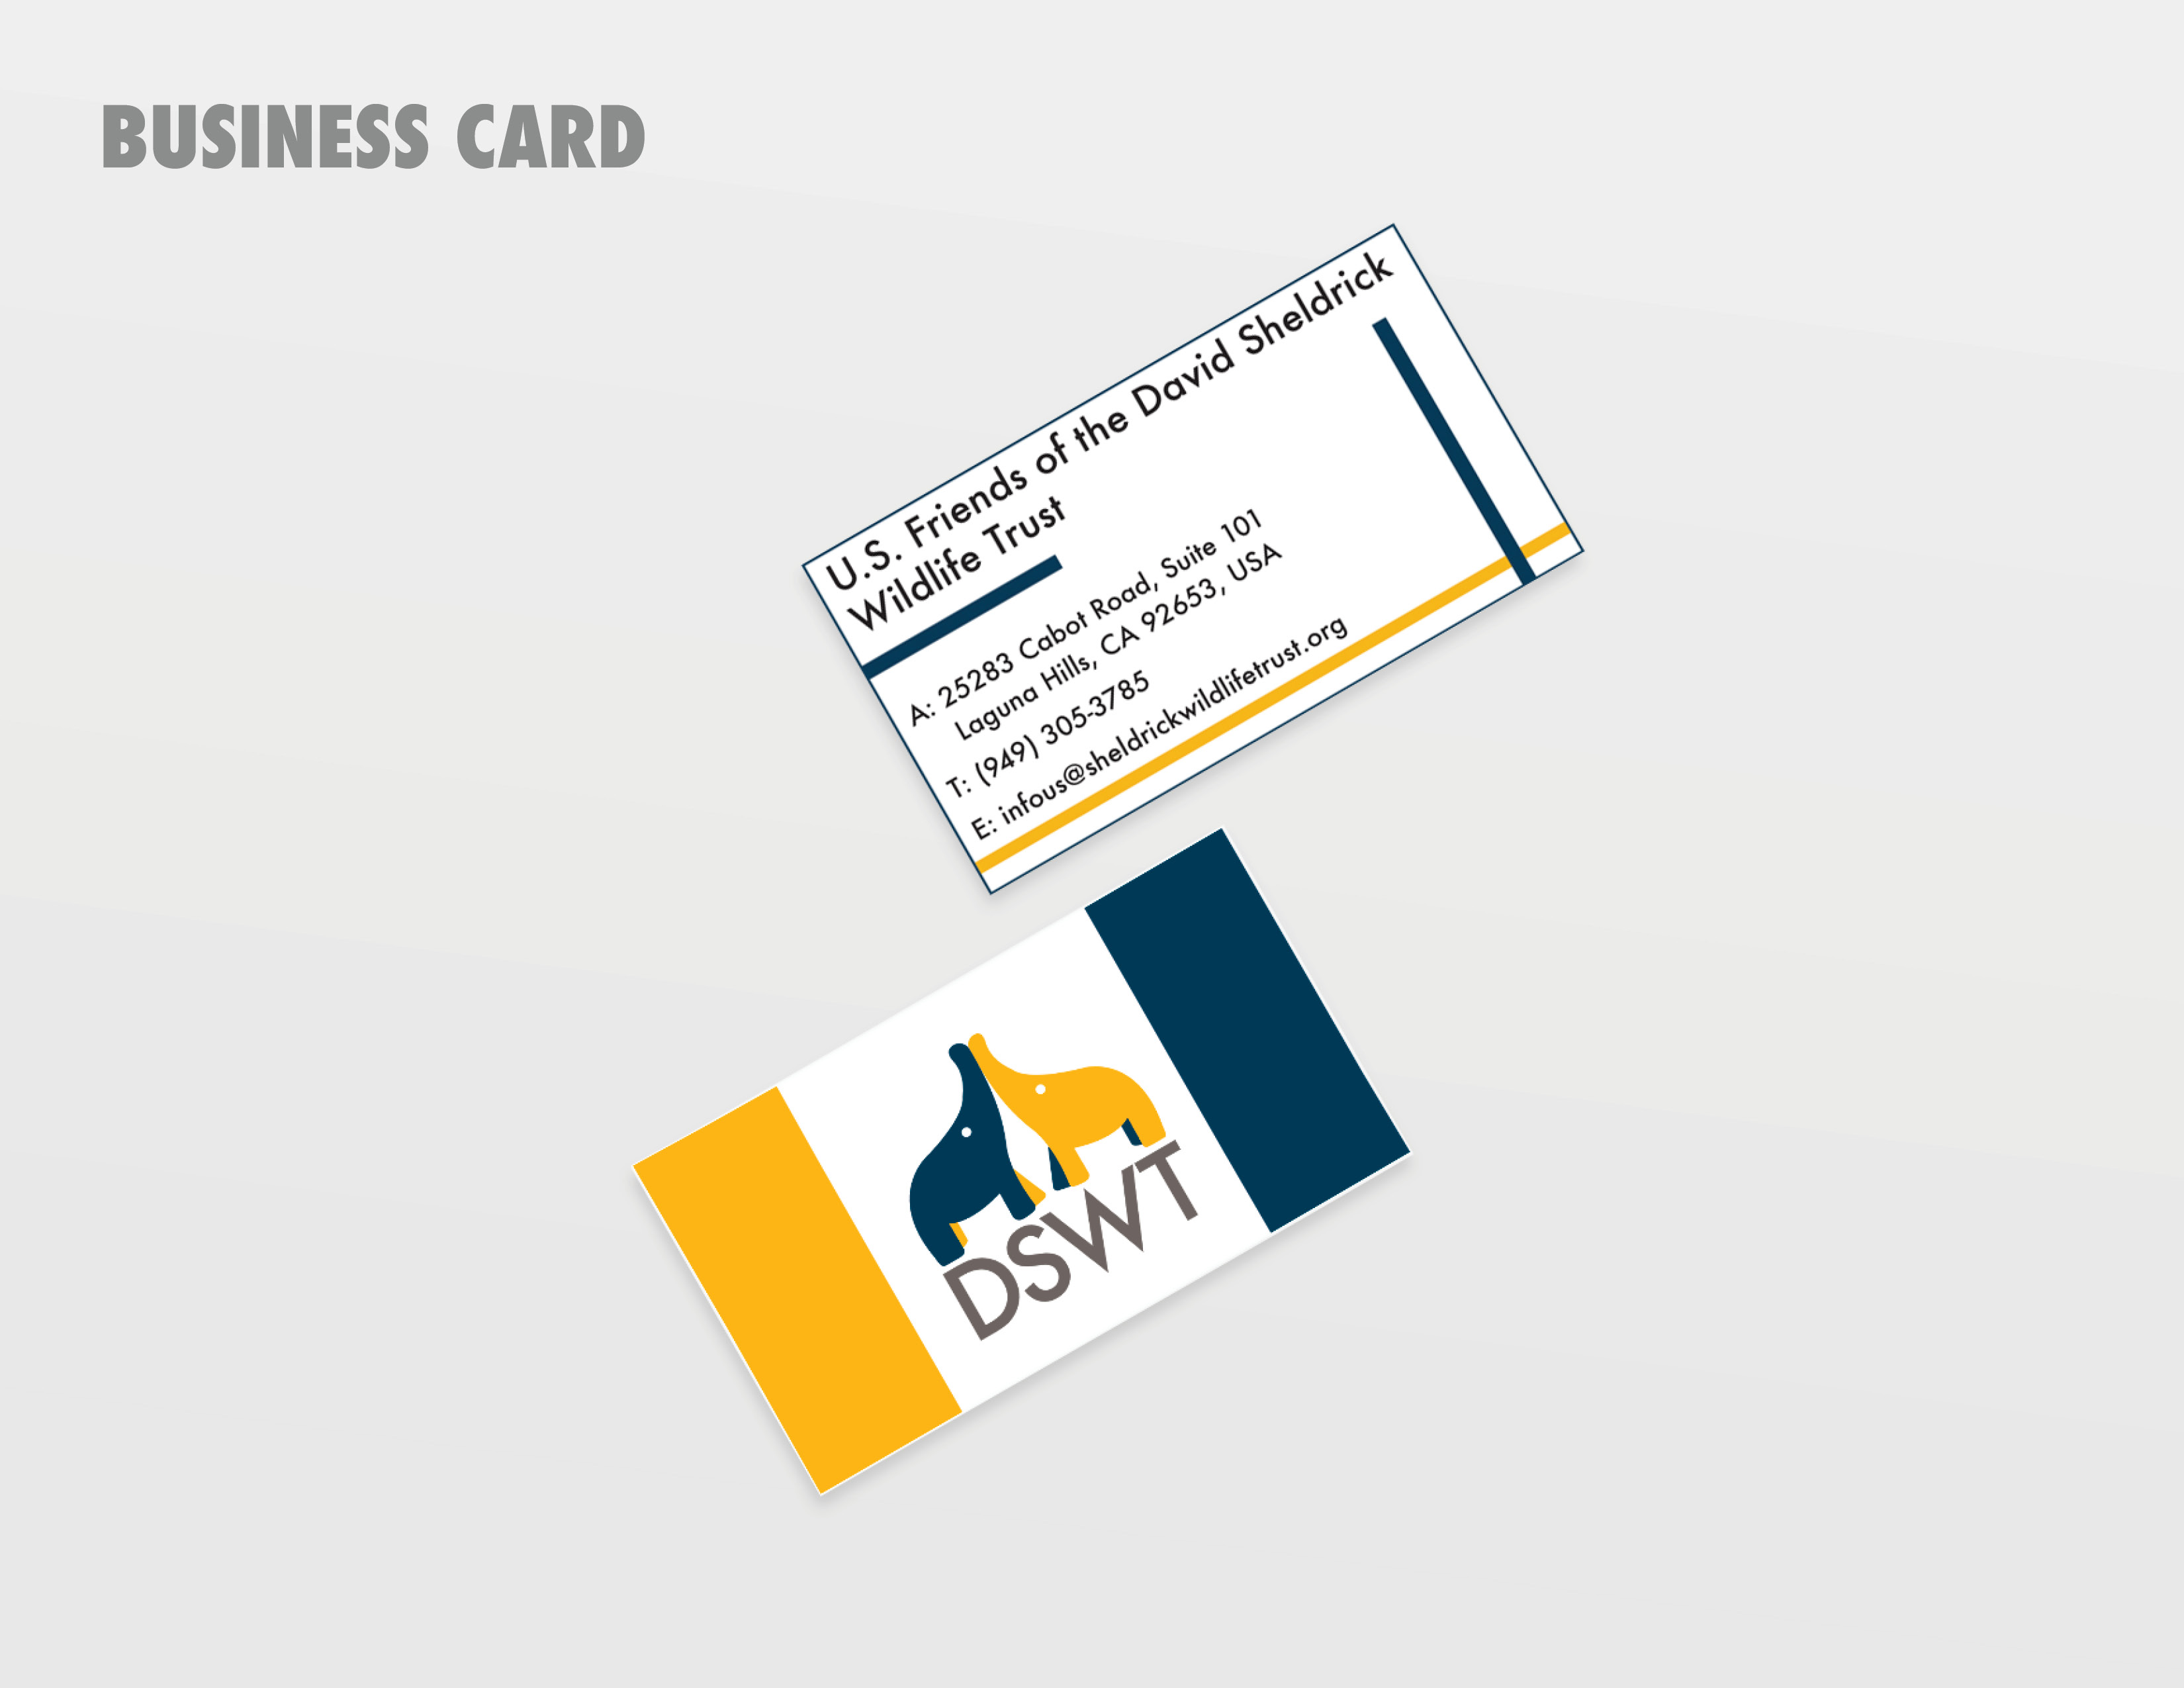 BUSINESS CARD
U.S. Friends of the David Sheldrick
Wildlife Trust
A: 25283 Cabot Road, Suite 101
Laguna Hills, CA 92653, USA
T: (949) 305-3785
E: infous@sheldrickwildlifetrust.org
DSWT